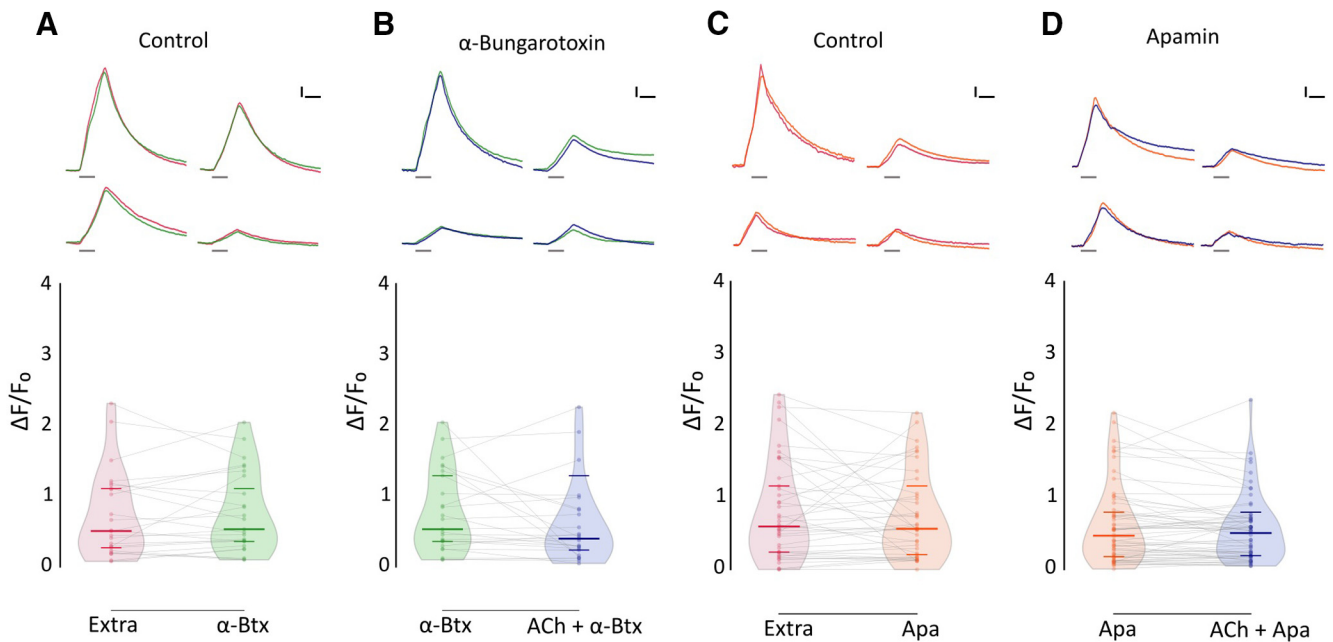 A
Control
ΔF/F₀
4
3
2
1
0
Extra
α-Btx
B
α-Bungarotoxin
ΔF/F₀
4
3
2
1
0
α-Btx
ACh + α-Btx
C
Control
ΔF/F₀
4
3
2
1
0
Extra
Apa
D
Apamin
ΔF/F₀
4
3
2
1
0
Apa
ACh + Apa